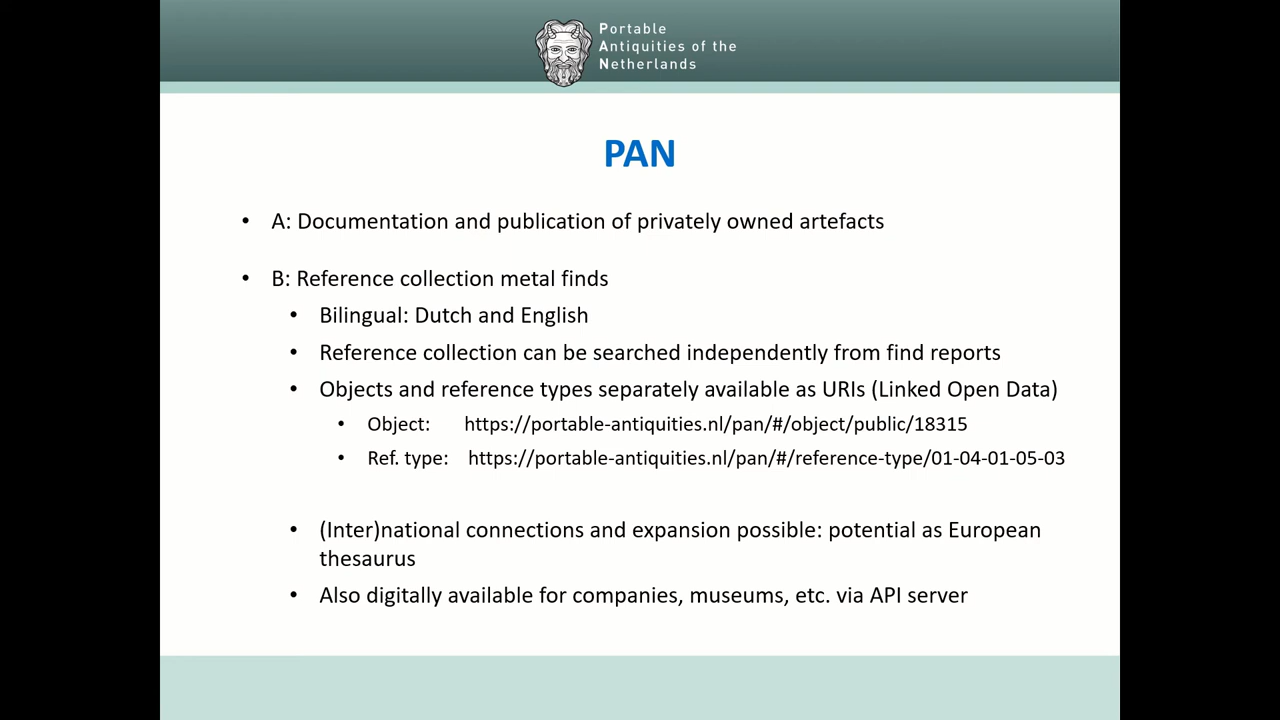 Portable
Antiquities of the
Netherlands
PAN
• A: Documentation and publication of privately owned artefacts
• B: Reference collection metal finds
• Bilingual: Dutch and English
• Reference collection can be searched independently from find reports
• Objects and reference types separately available as URIs (Linked Open Data)
• Object: https://portable-antiquities.nl/pan/#/object/public/18315
• Ref. type: https://portable-antiquities.nl/pan/#/reference-type/01-04-01-05-03
• (Inter)national connections and expansion possible: potential as European
thesaurus
• Also digitally available for companies, museums, etc. via API server